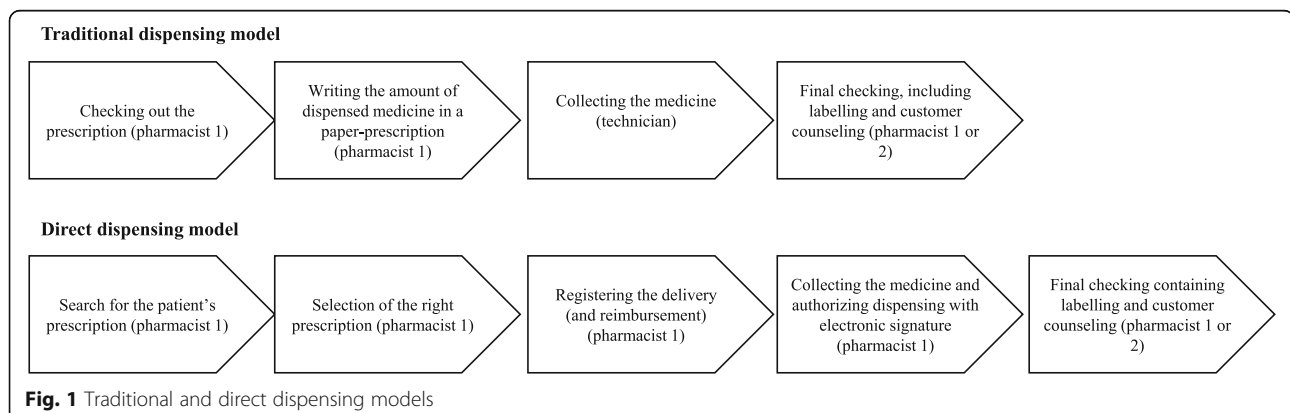 Traditional dispensing model
Checking out the
prescription (pharmacist 1)
Writing the amount of
dispensed medicine in a
paper-prescription
(pharmacist 1)
Collecting the medicine
(technician)
Final checking, including
labelling and customer
counseling (pharmacist 1 or
2)
Direct dispensing model
Search for the patient's
prescription (pharmacist 1)
Selection of the right
prescription (pharmacist 1)
Registering the delivery
(and reimbursement)
(pharmacist 1)
Collecting the medicine and
authorizing dispensing with
electronic signature
(pharmacist 1)
Final checking containing
labelling and customer
counseling (pharmacist 1 or
2)
Fig. 1 Traditional and direct dispensing models